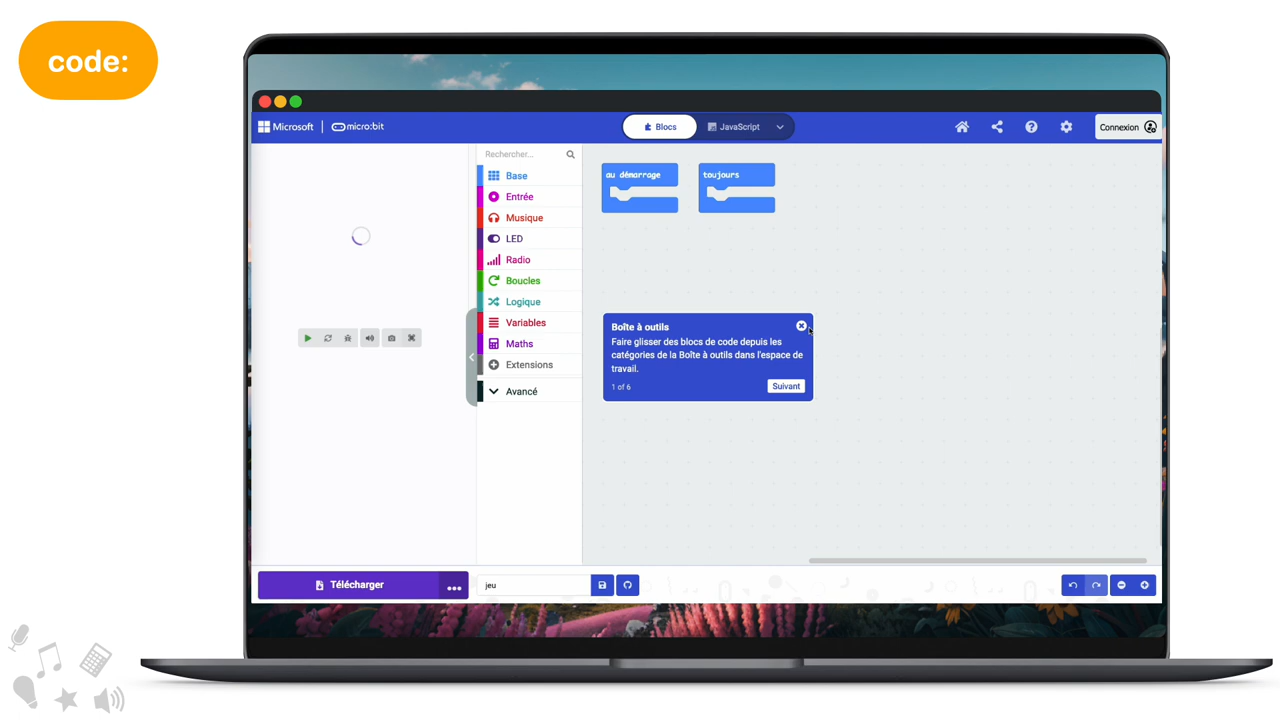 code:
Microsoft
micro:bit
Blocs
JavaScript
Connexion
Rechercher...
Base
Entrée
Musique
LED
Radio
Boucles
Logique
Variables
Maths
Extensions
Avancé
au démarrage
toujours
Boîte à outils
Faire glisser des blocs de code depuis les
catégories de la Boîte à outils dans l'espace de
travail.
1 of 6
Suivant
Télécharger
...
jeu